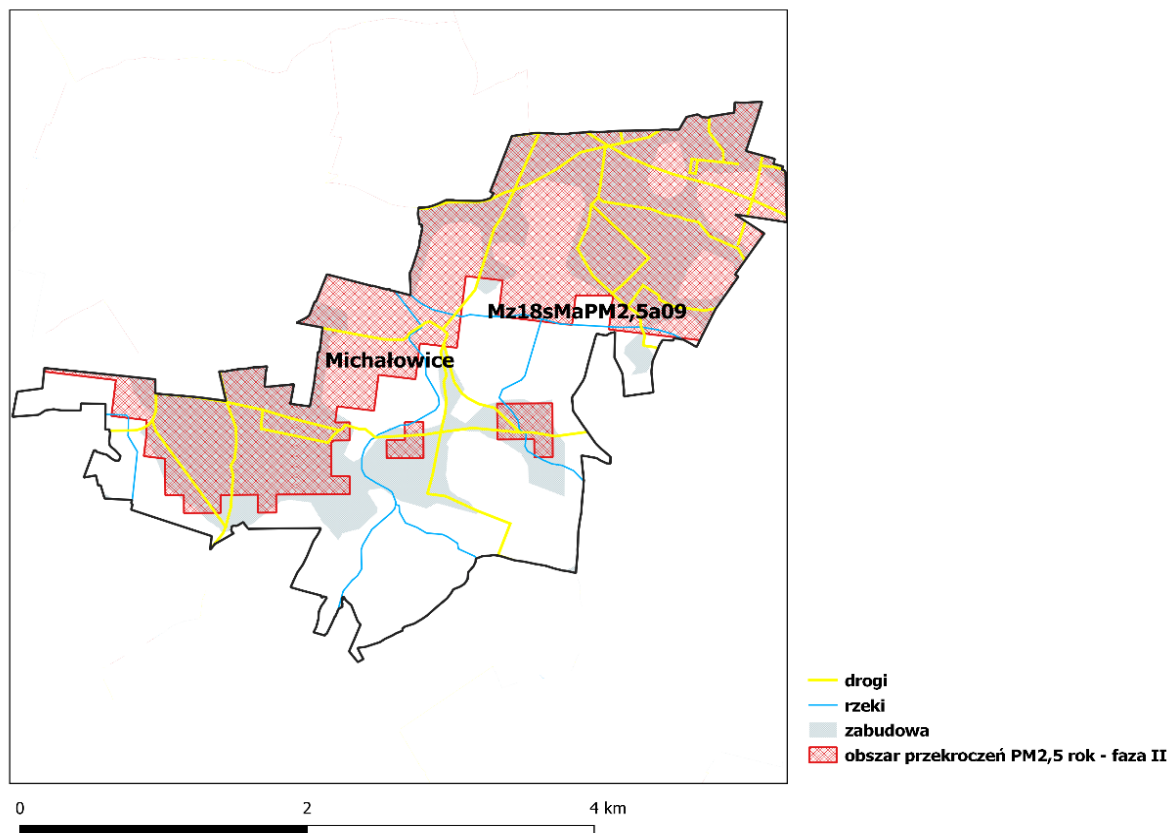 Mz18sMaPM2,5a09
Michałowice
drogi
rzeki
zabudowa
obszar przekroczeń PM2,5 rok - faza II
0 2 4 km